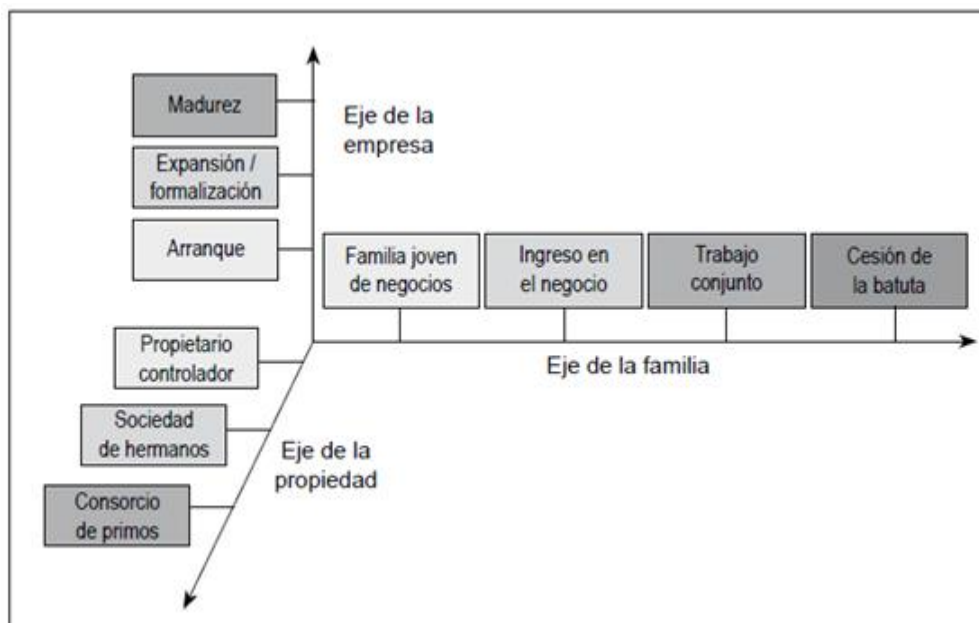 Madurez
Eje de la
empresa
Expansión /
formalización
Arranque
Familia joven
de negocios
Ingreso en
el negocio
Trabajo
conjunto
Cesión de
la batuta
Propietario
controlador
Eje de la familia
Sociedad
de hermanos
Eje de la
propiedad
Consorcio
de primos